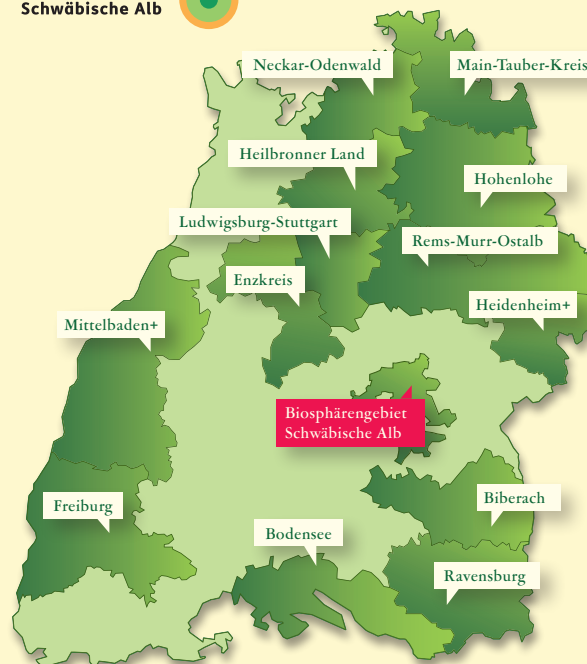 Schwäbische Alb
Neckar-Odenwald
Main-Tauber-Kreis
Heilbronner Land
Hohenlohe
Ludwigsburg-Stuttgart
Rems-Murr-Ostalb
Enzkreis
Heidenheim+
Mittelbaden+
Biosphärengebiet
Schwäbische Alb
Freiburg
Biberach
Bodensee
Ravensburg